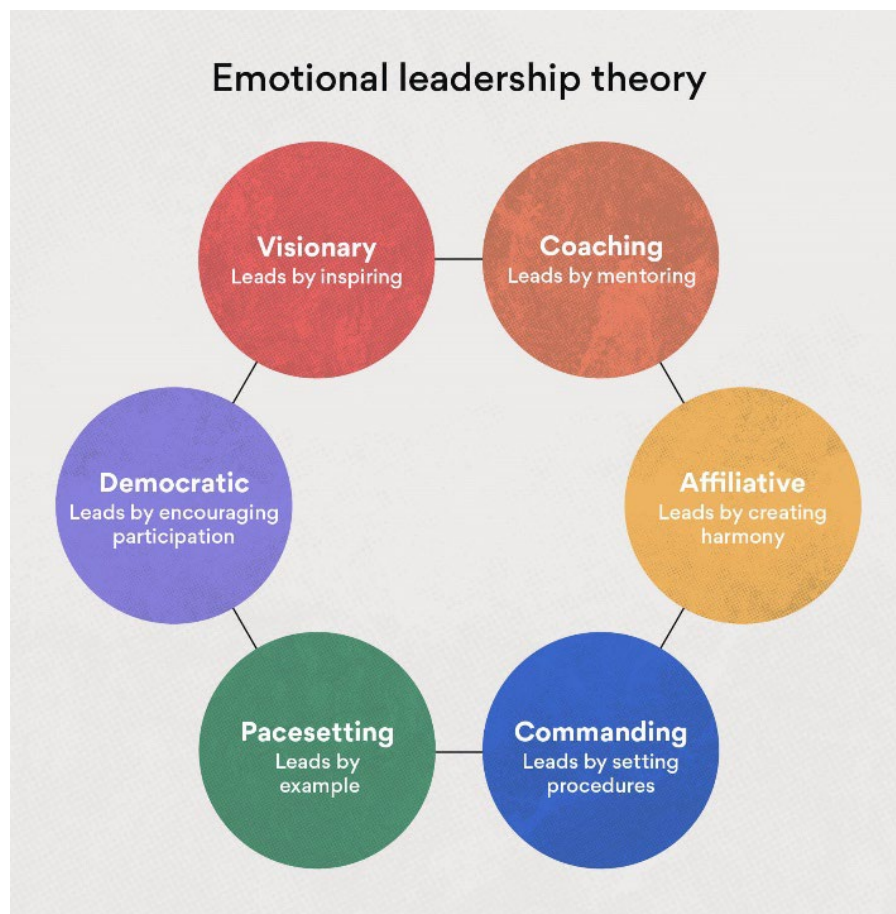 Emotional leadership theory
Visionary
Leads by inspiring
Coaching
Leads by mentoring
Democratic
Leads by encouraging
participation
Affiliative
Leads by creating
harmony
Pacesetting
Leads by
example
Commanding
Leads by setting
procedures